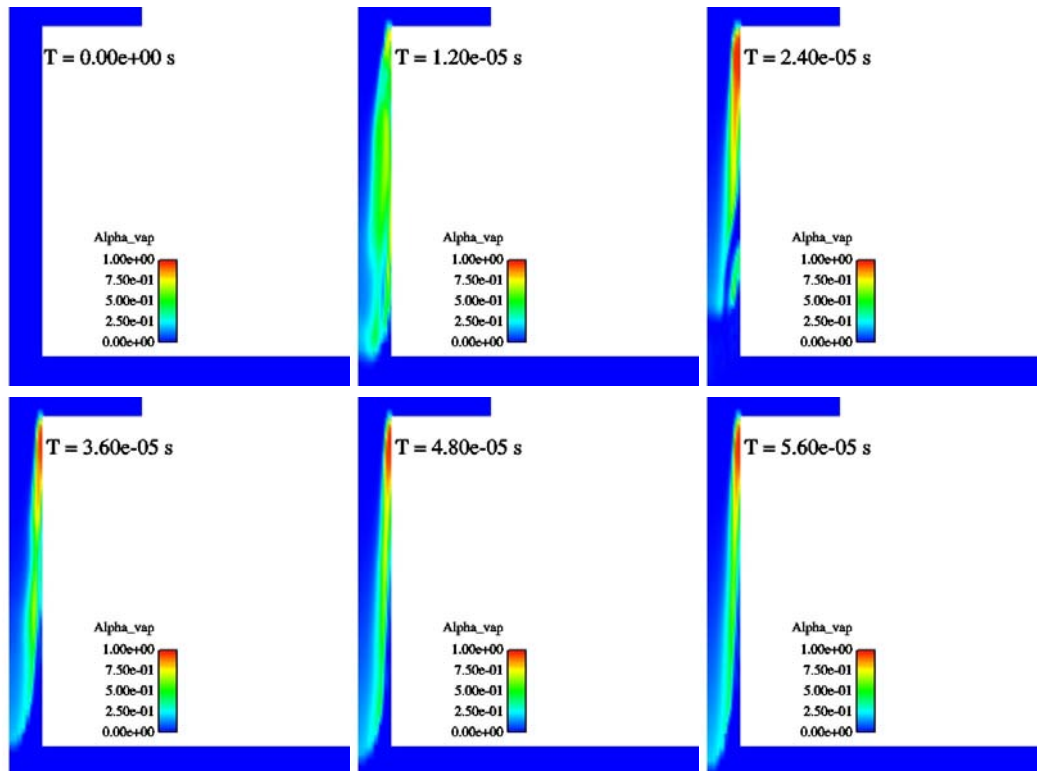 T = 0.00e+00 s
Alpha_vap
1.00e+00
7.50e-01
5.00e-01
2.50e-01
0.00e+00
T = 1.20e-05 s
Alpha_vap
1.00e+00
7.50e-01
5.00e-01
2.50e-01
0.00e+00
T = 2.40e-05 s
Alpha_vap
1.00e+00
7.50e-01
5.00e-01
2.50e-01
0.00e+00
T = 3.60e-05 s
Alpha_vap
1.00e+00
7.50e-01
5.00e-01
2.50e-01
0.00e+00
T = 4.80e-05 s
Alpha_vap
1.00e+00
7.50e-01
5.00e-01
2.50e-01
0.00e+00
T = 5.60e-05 s
Alpha_vap
1.00e+00
7.50e-01
5.00e-01
2.50e-01
0.00e+00